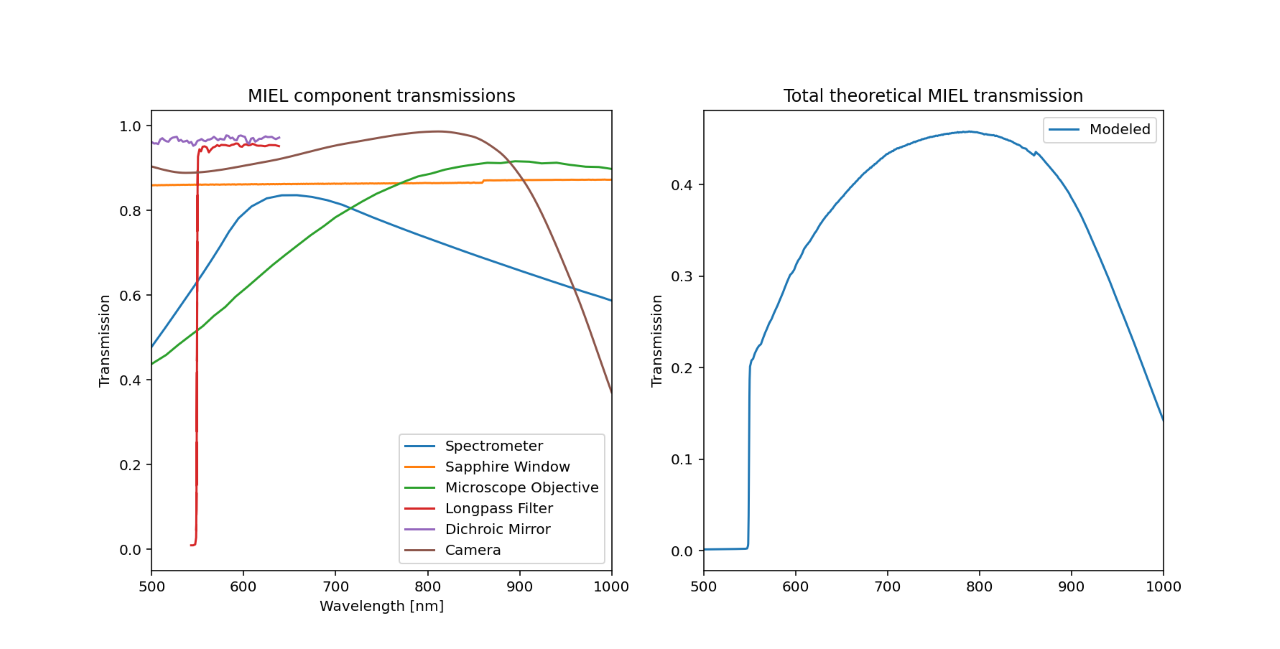 MIEL component transmissions
Transmission
1.0
0.8
0.6
0.4
0.2
0.0
500 600 700 800 900 1000
Wavelength [nm]
Spectrometer
Sapphire Window
Microscope Objective
Longpass Filter
Dichroic Mirror
Camera
Total theoretical MIEL transmission
Transmission
0.4
0.3
0.2
0.1
0.0
500 600 700 800 900 1000
Modeled